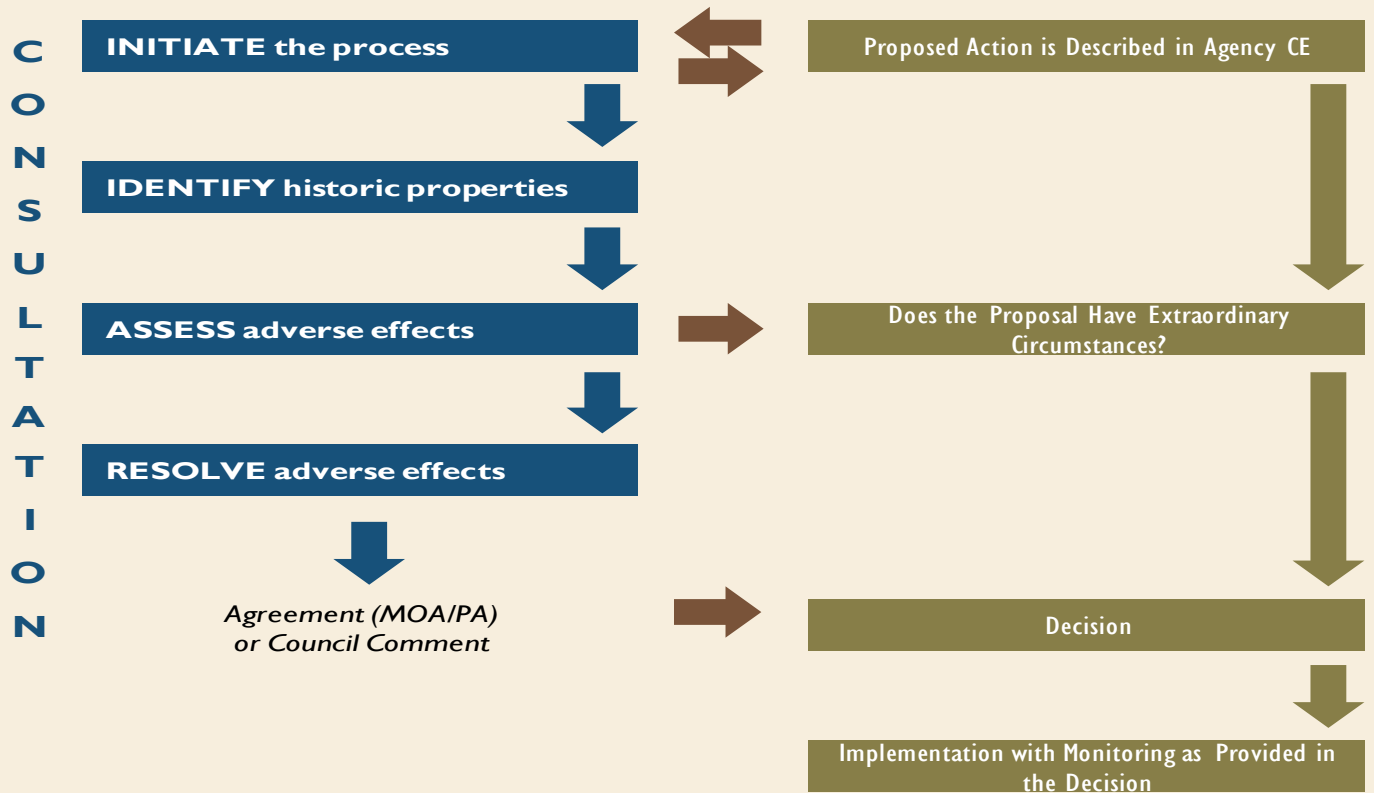 CONSULTATION
INITIATE the process
Proposed Action is Described in Agency CE
IDENTIFY historic properties
ASSESS adverse effects
Does the Proposal Have Extraordinary
Circumstances?
RESOLVE adverse effects
Agreement (MOA/PA)
or Council Comment
Decision
Implementation with Monitoring as Provided in
the Decision